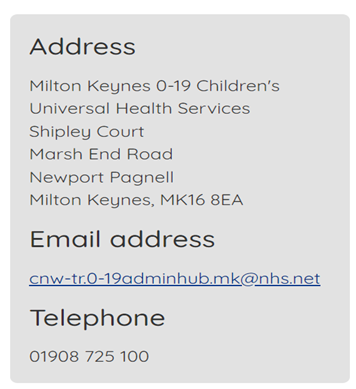 Address
Milton Keynes 0-19 Children's
Universal Health Services
Shipley Court
Marsh End Road
Newport Pagnell
Milton Keynes, MK16 8EA
Email address
cnw-tr.0-19adminhub.mk@nhs.net
Telephone
01908 725 100